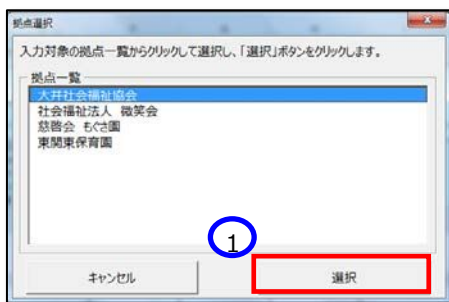 拠点選択
入力対象の拠点一覧からクリックして選択し、「選択」ボタンをクリックします。
拠点一覧
大井社会福祉協会
社会福祉法人 微笑会
慈啓会 もぐさ園
東関東保育園
1
キャンセル
選択